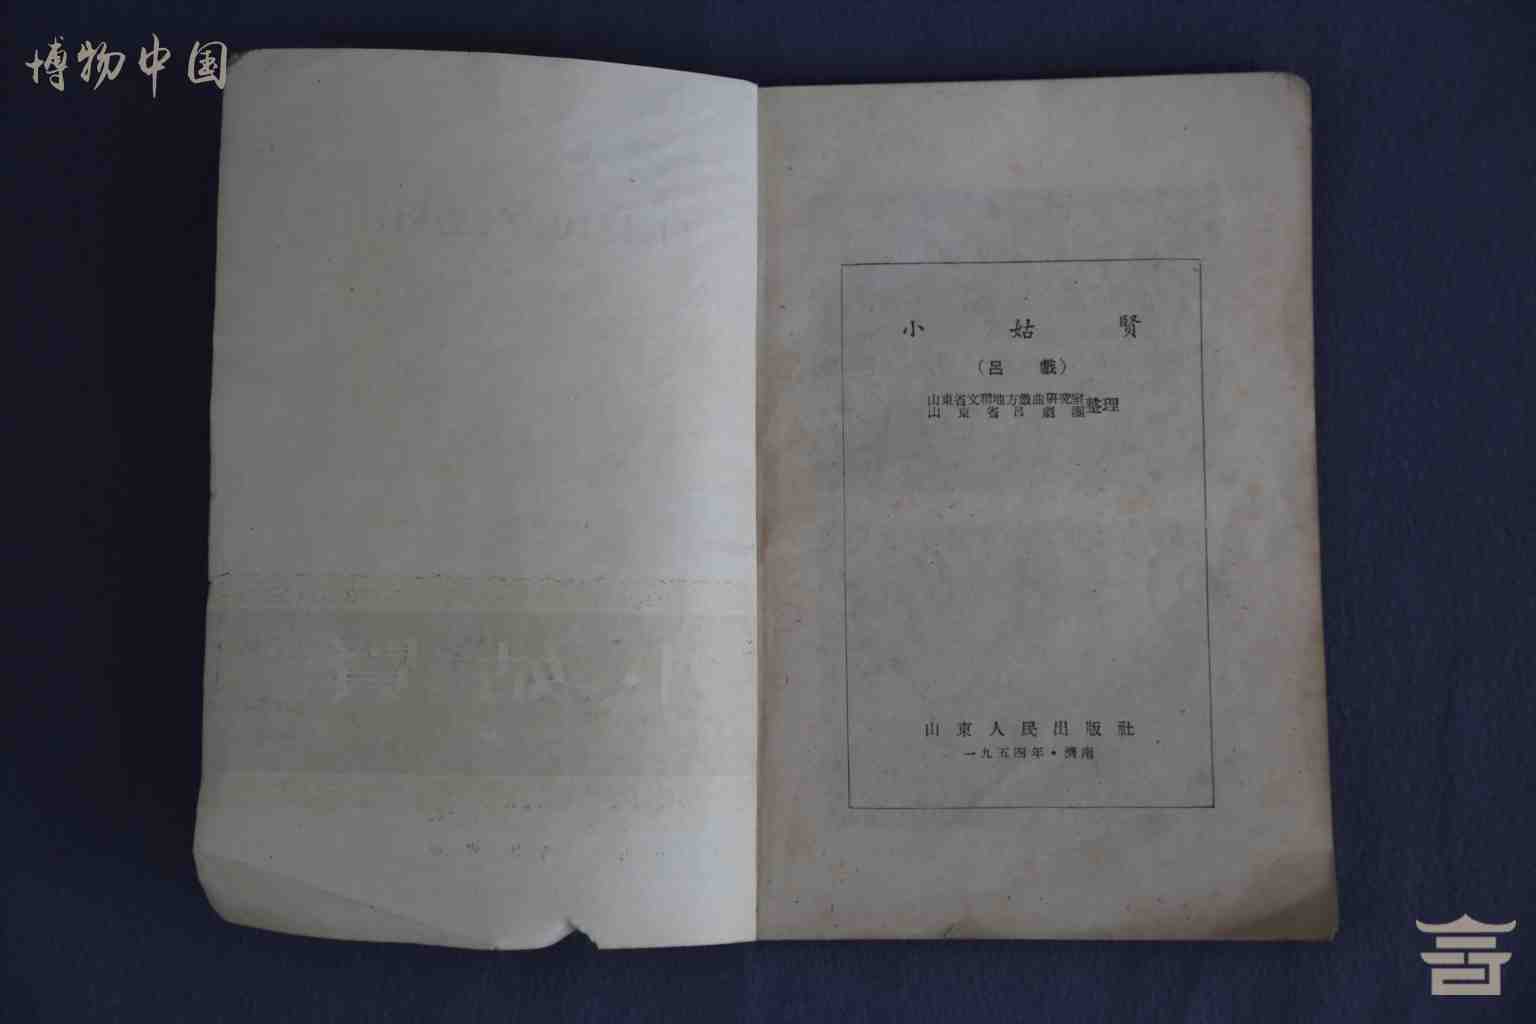 博物中国
小姑賢
（呂戲）
山東省文聯地方戲曲研究室
山東省呂劇團整理
山東人民出版社
一九五四年·濟南